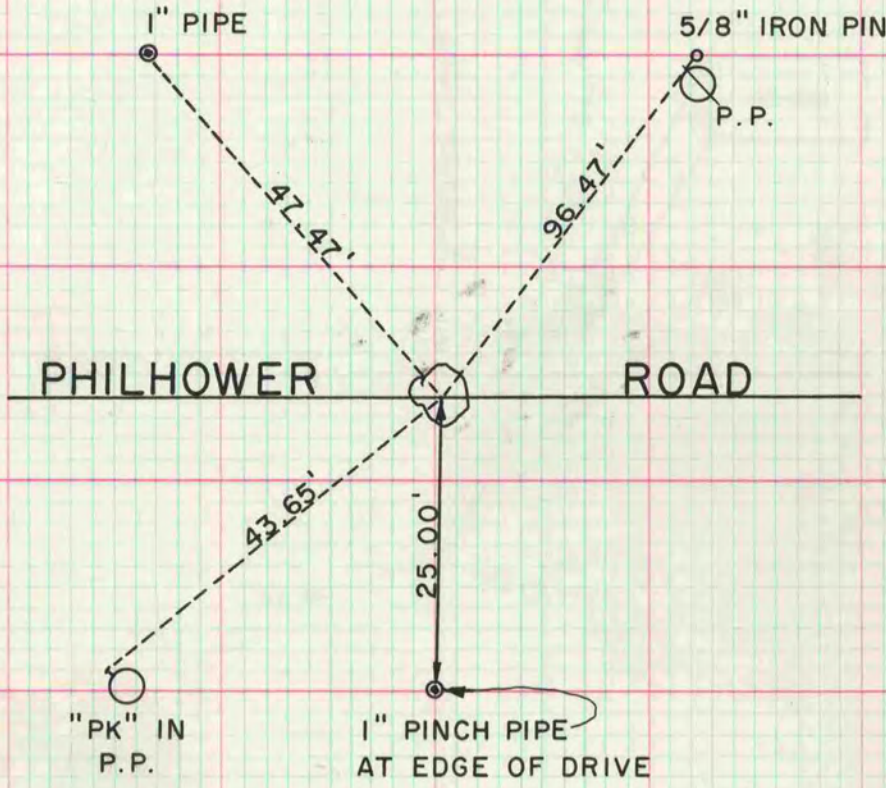 1" PIPE
5/8" IRON PIN
P.P.
47.47'
96.47'
PHILHOWER ROAD
43.65'
25.00'
"PK" IN
P.P.
1" PINCH PIPE
AT EDGE OF DRIVE